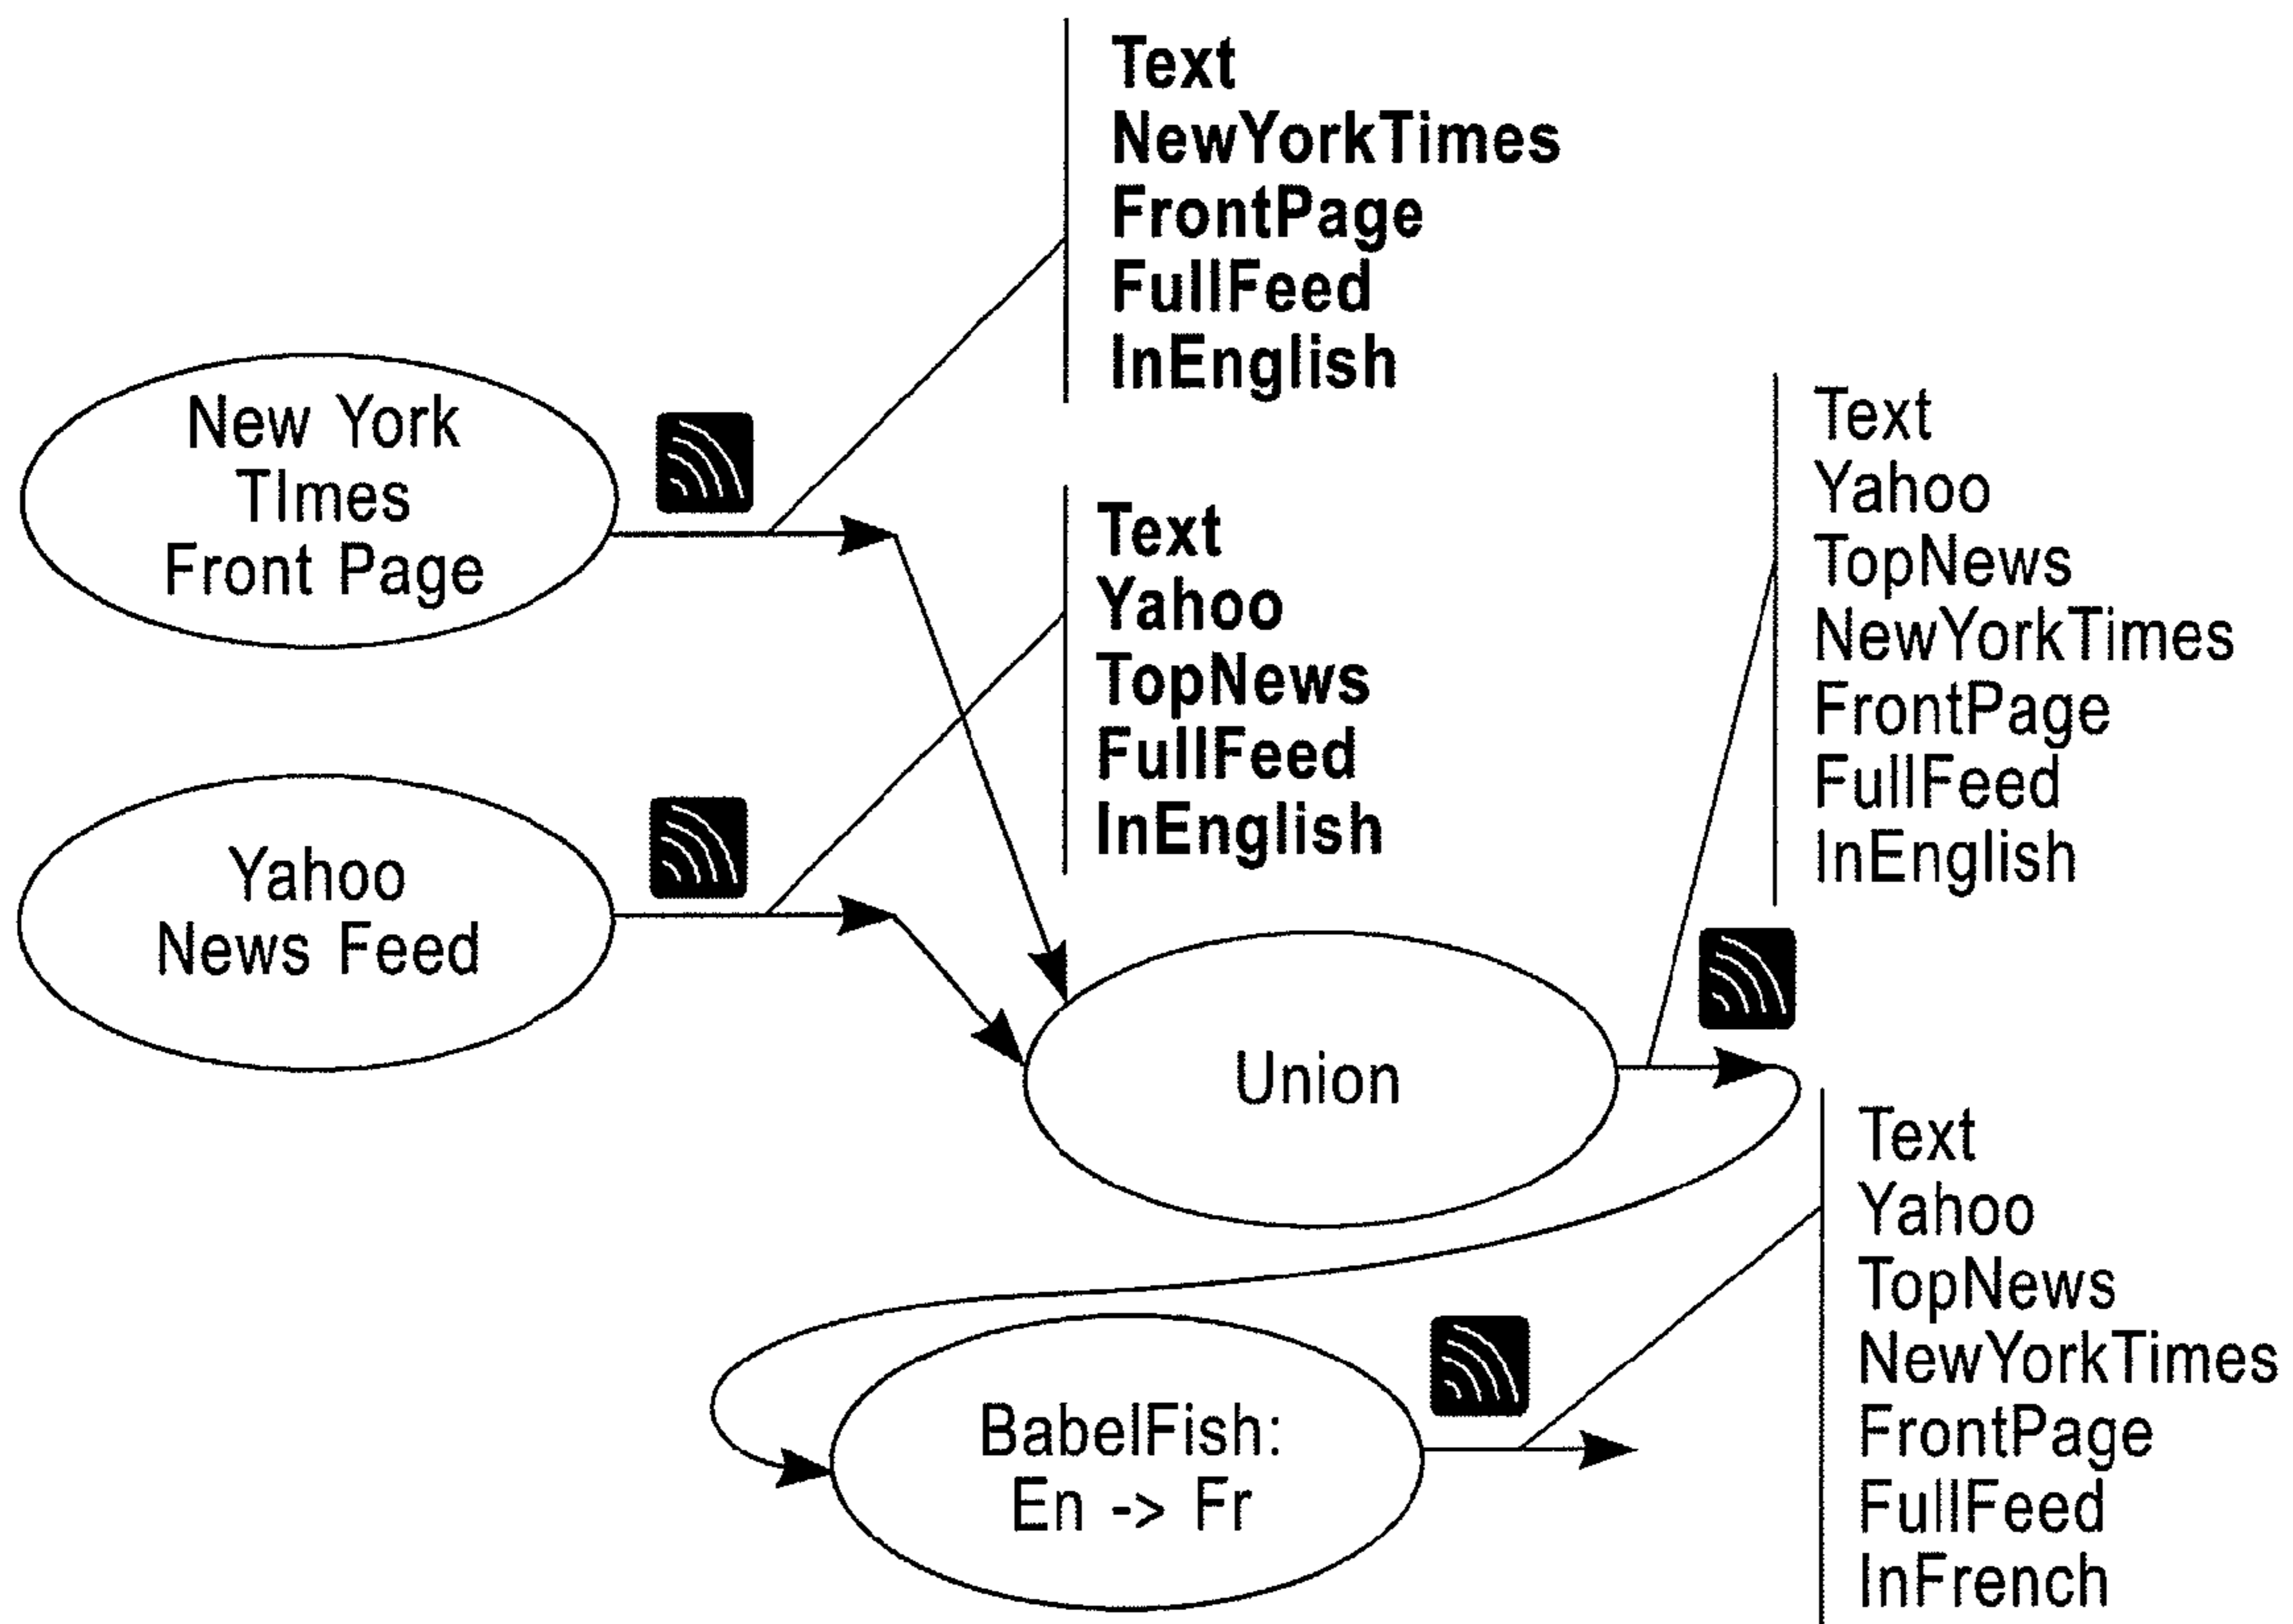 Text
NewYorkTimes
FrontPage
FullFeed
InEnglish
New York
TImes
Front Page
Text
Yahoo
TopNews
FullFeed
InEnglish
Text
Yahoo
TopNews
NewYorkTimes
FrontPage
FullFeed
InEnglish
Yahoo
News Feed
Union
Text
Yahoo
TopNews
NewYorkTimes
FrontPage
FullFeed
InFrench
BabelFish:
En -> Fr